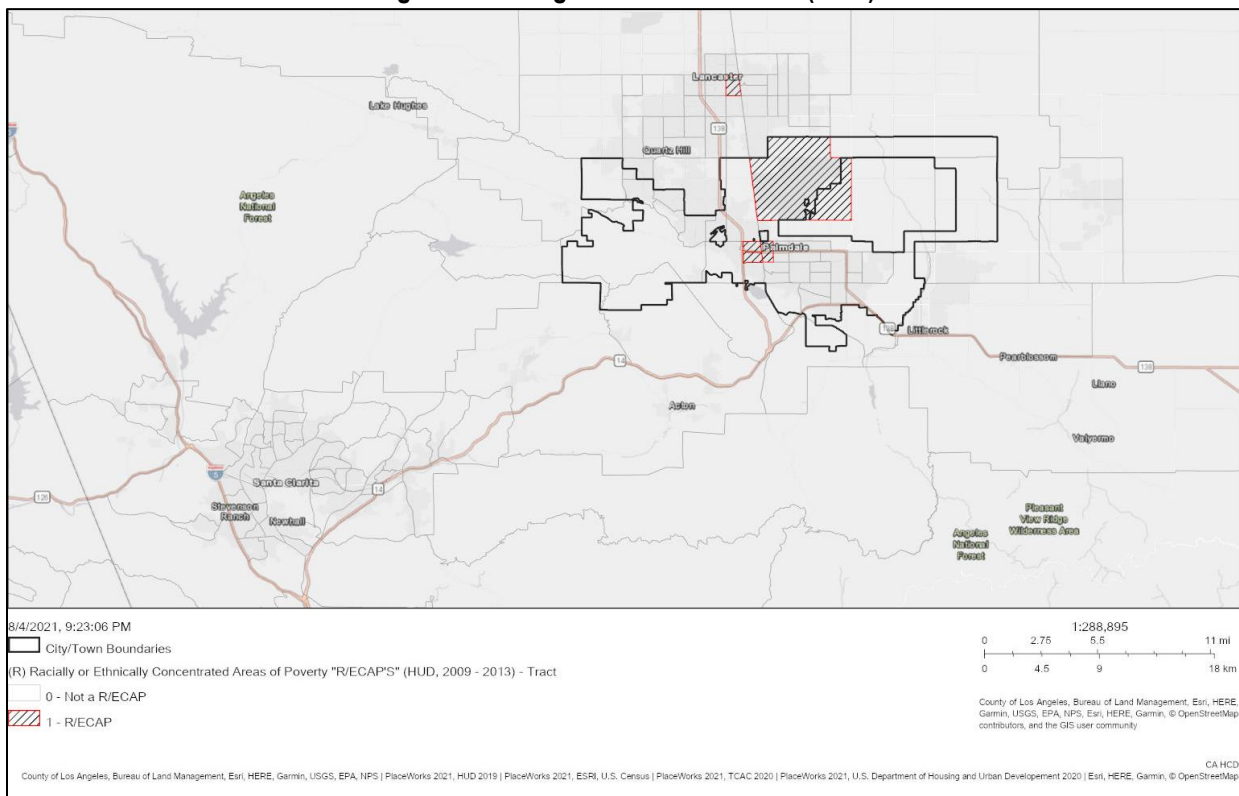 Lancaster
Lake Hughes
138
Quartz Hill
Angeles
National
Forest
Palmdale
138
Littlerock
Pearblossom
138
14
Llano
Acton
Valyermo
5
Santa Clarita
14
126
Stevenson
Ranch
Newhall
Pleasant
View Ridge
Wilderness Area
Angeles
National
Forest
8/4/2021, 9:23:06 PM
City/Town Boundaries
(R) Racially or Ethnically Concentrated Areas of Poverty "R/ECAP'S" (HUD, 2009 - 2013) - Tract
0 - Not a R/ECAP
1 - R/ECAP
1:288,895
0 2.75 5.5 11 mi
0 4.5 9 18 km
County of Los Angeles, Bureau of Land Management, Esri, HERE,
Garmin, USGS, EPA, NPS, Esri, HERE, Garmin, © OpenStreetMap
contributors, and the GIS user community
CA HCD
County of Los Angeles, Bureau of Land Management, Esri, HERE, Garmin, USGS, EPA, NPS | PlaceWorks 2021, HUD 2019 | PlaceWorks 2021, ESRI, U.S. Census | PlaceWorks 2021, TCAC 2020 | PlaceWorks 2021, U.S. Department of Housing and Urban Developement 2020 | Esri, HERE, Garmin, © OpenStreetMap